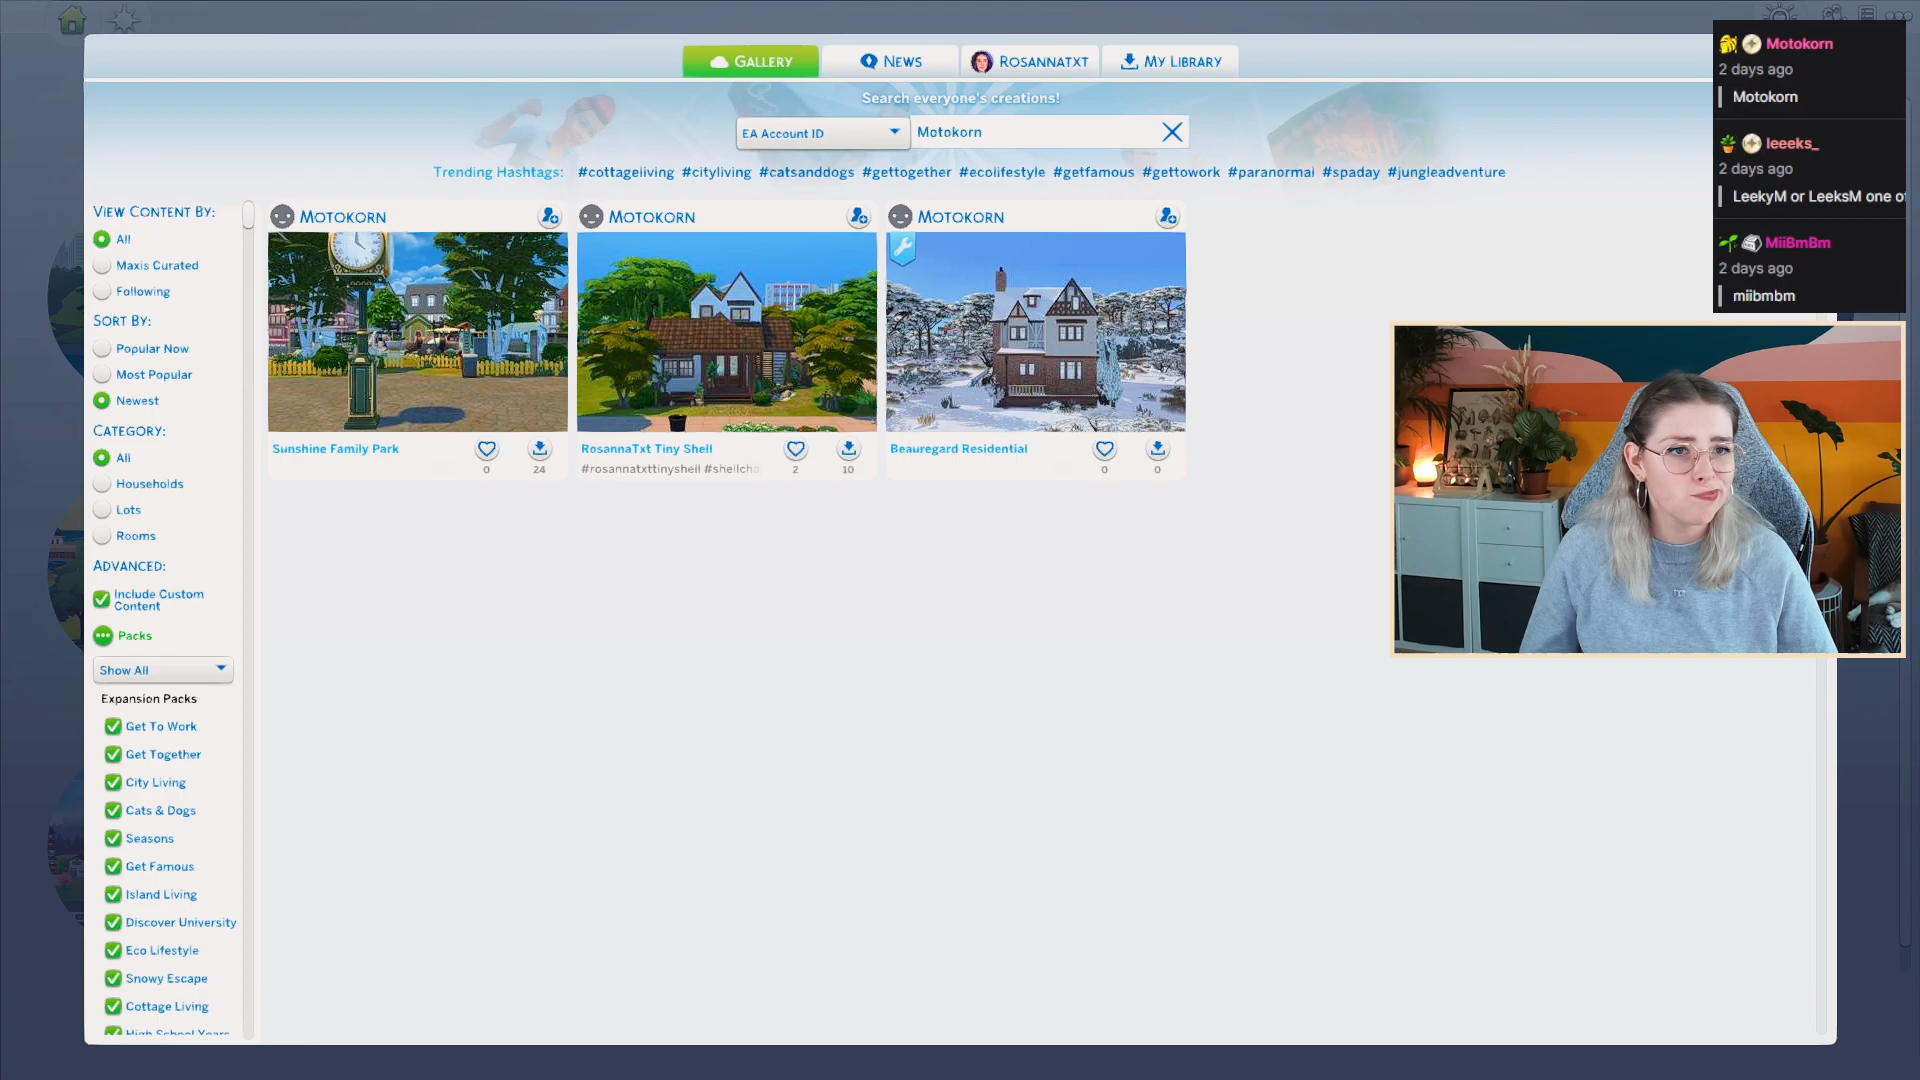 GALLERY
NEWS
ROSANNATXT
MY LIBRARY
Search everyone's creations!
EA Account ID
Motokorn
Trending Hashtags: #cottageliving #cityliving #catsanddogs #gettogether #ecolifestyle #getfamous #gettowork #paranormal #spaday #jungleadventure
VIEW CONTENT BY:
All
Maxis Curated
Following
SORT BY:
Popular Now
Most Popular
Newest
CATEGORY:
All
Households
Lots
Rooms
ADVANCED:
Include Custom
Content
Packs
Show All
Expansion Packs
Get To Work
Get Together
City Living
Cats & Dogs
Seasons
Get Famous
Island Living
Discover University
Eco Lifestyle
Snowy Escape
Cottage Living
High School Years
MOTOKORN
Sunshine Family Park
0
24
MOTOKORN
RosannaTxt Tiny Shell
#rosannatxttinyshell #shellcha
2
10
MOTOKORN
Beauregard Residential
0
0
Motokorn
2 days ago
Motokorn
leeeks_
2 days ago
LeekyM or LeeksM one o
MiiBmBm
2 days ago
miibmbm